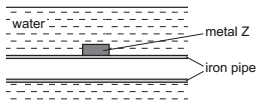 water
metal Z
iron pipe